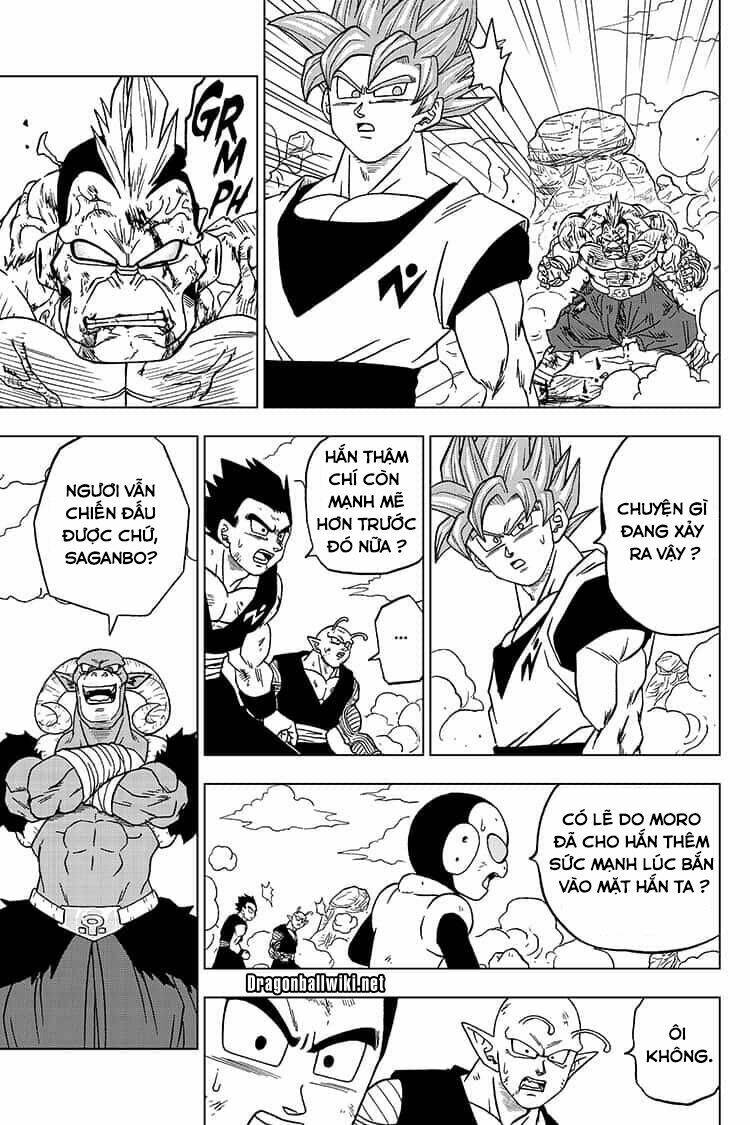 GR
M
PH
CHUYỆN GÌ
ĐANG XẢY
RA VẬY ?
HẮN THẬM
CHÍ CÒN
MẠNH MẼ
HƠN TRƯỚC
ĐÓ NỮA ?
...
NGƯƠI VẪN
CHIẾN ĐẤU
ĐƯỢC CHỨ,
SAGANBO?
CÓ LẼ DO MORO
ĐÃ CHO HẮN THÊM
SỨC MẠNH LÚC BẮN
VÀO MẶT HẮN TA ?
Dragonballwiki.net
ÔI
KHÔNG.